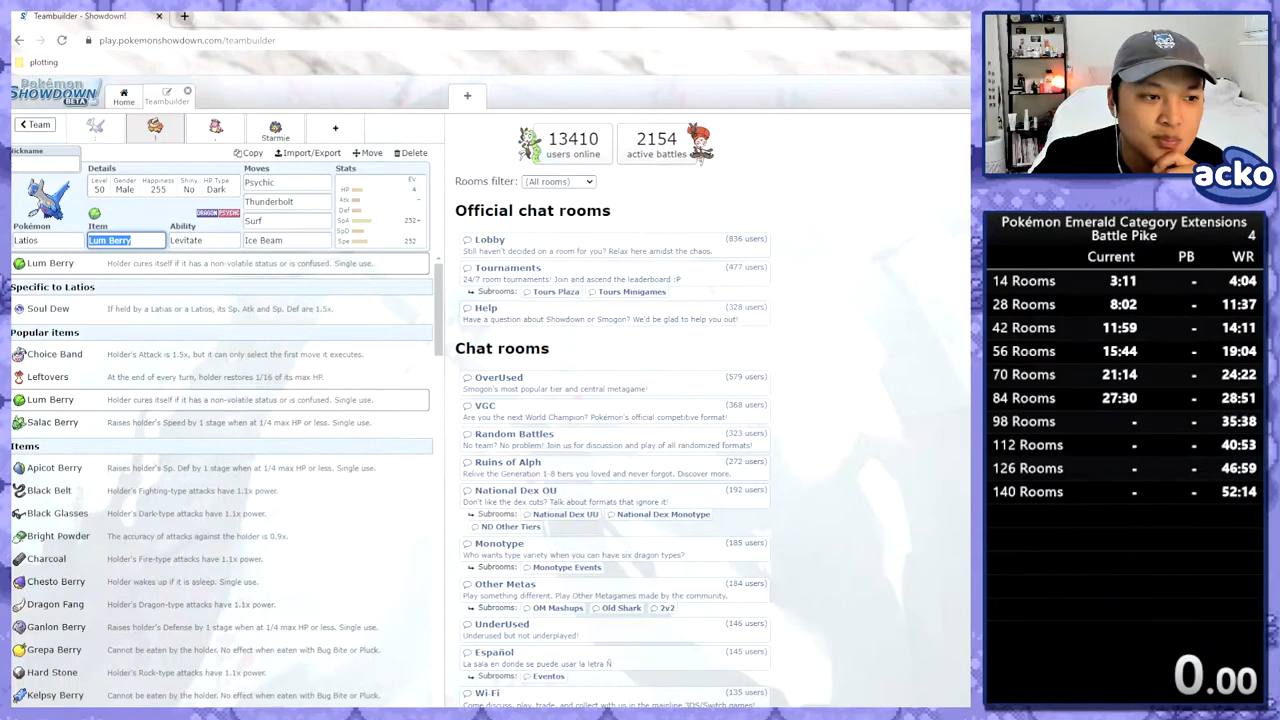 Teambuilder - Showdown!
play.pokemonshowdown.com/teambuilder
plotting
Pokémon
SHOWDOWN
BETA
Home
Teambuilder
Team
Starmie
Copy
Import/Export
Move
Delete
Nickname
Details
Level
50
Gender
Male
Happiness
255
Shiny
No
HP Type
Dark
DRAGON PSYCHC
Pokémon
Latios
Item
Lum Berry
Ability
Levitate
Moves
Psychic
Thunderbolt
Surf
Ice Beam
Stats
EV
HP 4
Atk -
Def
SpA 252+
SpD
Spe 252
Lum Berry Holder cures itself if it has a non-volatile status or is confused. Single use.
Specific to Latios
Soul Dew If held by a Latias or a Latios, its Sp. Atk and Sp. Def are 1.5x.
Popular items
Choice Band Holder's Attack is 1.5x, but it can only select the first move it executes.
Leftovers At the end of every turn, holder restores 1/16 of its max HP.
Lum Berry Holder cures itself if it has a non-volatile status or is confused. Single use.
Salac Berry Raises holder's Speed by 1 stage when at 1/4 max HP or less. Single use.
Items
Apicot Berry Raises holder's Sp. Def by 1 stage when at 1/4 max HP or less. Single use.
Black Belt Holder's Fighting-type attacks have 1.1x power.
Black Glasses Holder's Dark-type attacks have 1.1x power.
Bright Powder The accuracy of attacks against the holder is 0.9x.
Charcoal Holder's Fire-type attacks have 1.1x power.
Chesto Berry Holder wakes up if it is asleep. Single use.
Dragon Fang Holder's Dragon-type attacks have 1.1x power.
Ganlon Berry Raises holder's Defense by 1 stage when at 1/4 max HP or less. Single use.
Grepa Berry Cannot be eaten by the holder. No effect when eaten with Bug Bite or Pluck.
Hard Stone Holder's Rock-type attacks have 1.1x power.
Kelpsy Berry Cannot be eaten by the holder. No effect when eaten with Bug Bite or Pluck.
13410
users online
2154
active battles
Rooms filter: (All rooms)
Official chat rooms
Lobby (836 users)
Still haven't decided on a room for you? Relax here amidst the chaos.
Tournaments (477 users)
24/7 room tournaments! Join and ascend the leaderboard :P
Subrooms: Tours Plaza Tours Minigames
Help (328 users)
Have a question about Showdown or Smogon? We'd be glad to help you out!
Chat rooms
OverUsed (579 users)
Smogon's most popular tier and central metagame!
VGC (368 users)
Are you the next World Champion? Pokémon's official competitive format!
Random Battles (323 users)
No team? No problem! Join us for discussion and play of all randomized formats!
Ruins of Alph (272 users)
Relive the Generation 1-8 tiers you loved and never forgot. Discover more.
National Dex OU (192 users)
Don't like the dex cuts? Talk about formats that ignore it!
Subrooms: National Dex UU National Dex Monotype
ND Other Tiers
Monotype (185 users)
Who wants type variety when you can have six dragon types?
Subrooms: Monotype Events
Other Metas (184 users)
Play something different. Play Other Metagames made by the community.
Subrooms: OM Mashups Old Shark 2v2
UnderUsed (146 users)
Underused but not underplayed!
Español (145 users)
La sala en donde se puede usar la letra Ñ
Subrooms: Eventos
Wi-Fi (135 users)
Come discuss, play, trade, and collect with us in the mainline 3DS/Switch games!
acko
Pokémon Emerald Category Extensions
Battle Pike 4
Current PB WR
14 Rooms 3:11 - 4:04
28 Rooms 8:02 - 11:37
42 Rooms 11:59 - 14:11
56 Rooms 15:44 - 19:04
70 Rooms 21:14 - 24:22
84 Rooms 27:30 - 28:51
98 Rooms - - 35:38
112 Rooms - - 40:53
126 Rooms - - 46:59
140 Rooms - - 52:14
0.00